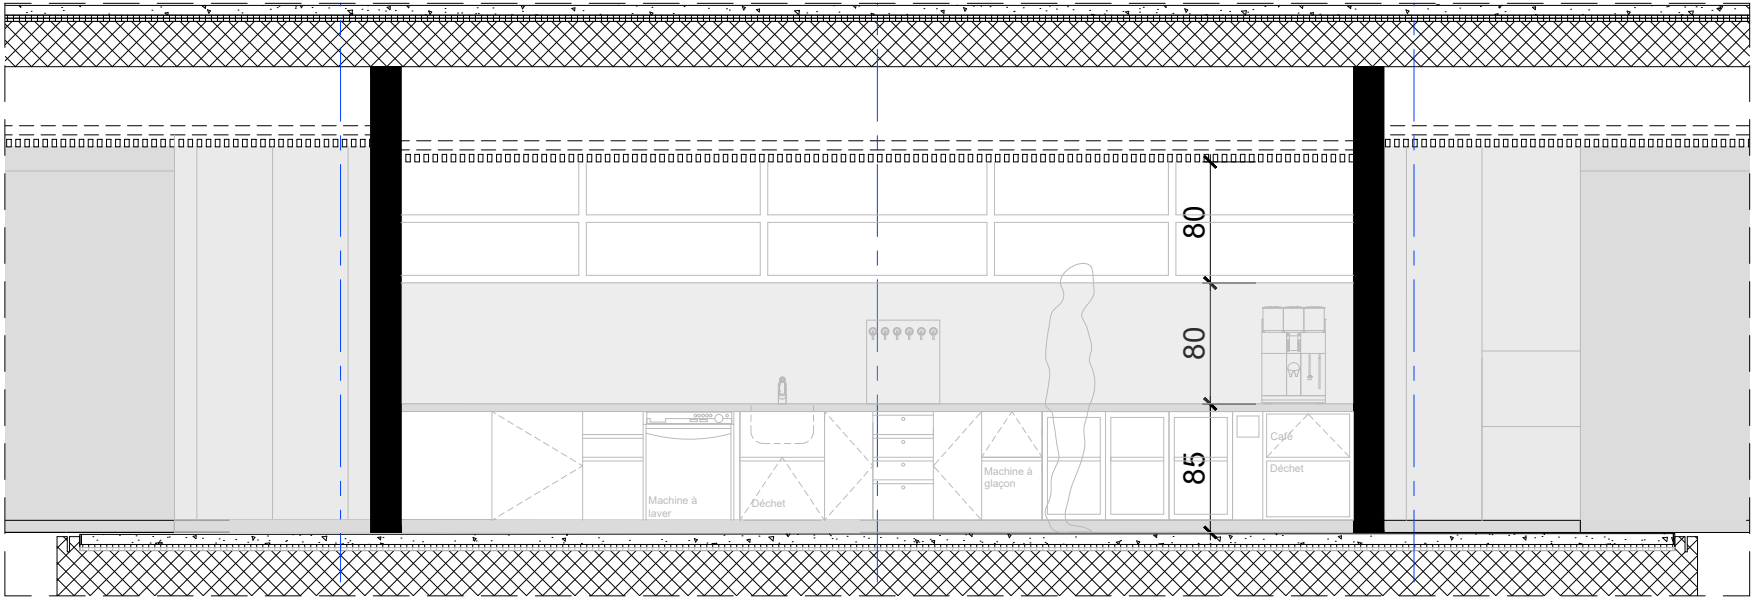 80
80
85
Café
Déchet
Machine à
glaçon
Machine à
laver
Déchet